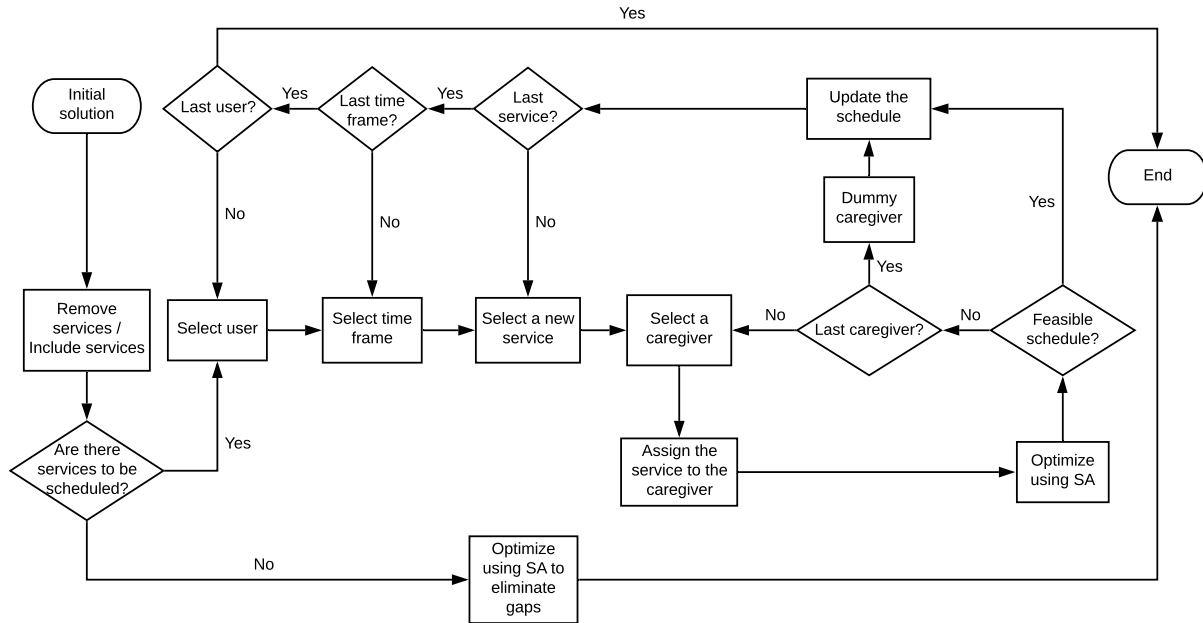 Yes
Initial
solution
Last user?
Yes
Last time
frame?
Yes
Last
service?
Update the
schedule
End
Dummy
caregiver
No
No
No
Yes
Yes
Remove
services /
Include services
Select user
Select time
frame
Select a new
service
Select a
caregiver
No
Last caregiver?
No
Feasible
schedule?
Are there
services to be
scheduled?
Yes
Assign the
service to the
caregiver
Optimize
using SA
No
Optimize
using SA to
eliminate
gaps